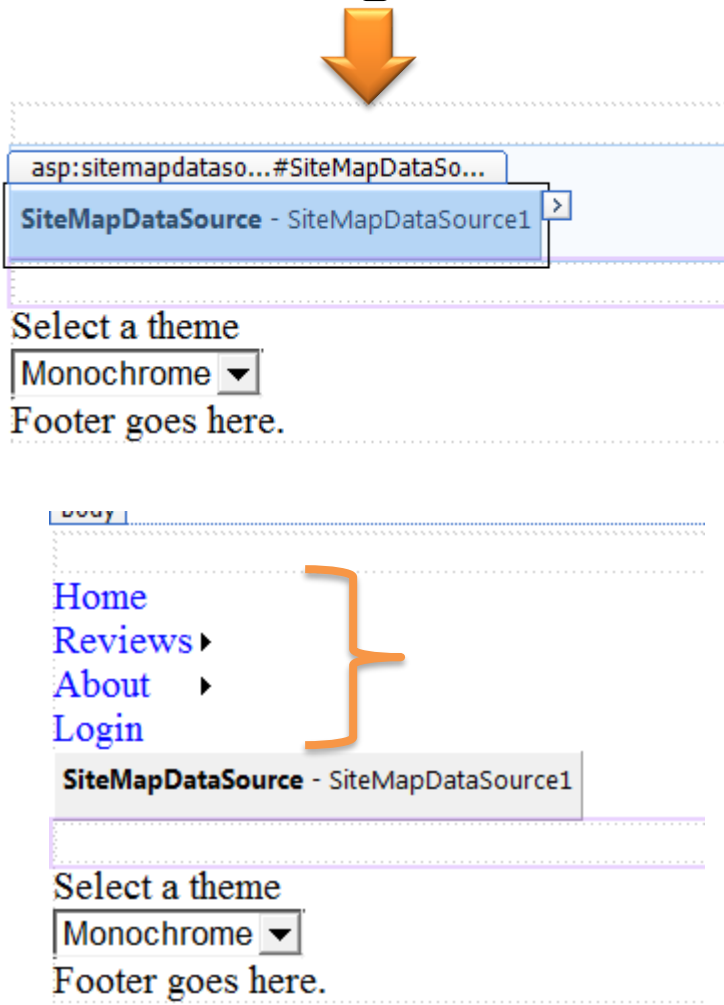 asp:sitemapdataso...#SiteMapDataSo...
SiteMapDataSource - SiteMapDataSource1
Select a theme
Monochrome
Footer goes here.
body
Home
Reviews
About
Login
SiteMapDataSource - SiteMapDataSource1
Select a theme
Monochrome
Footer goes here.